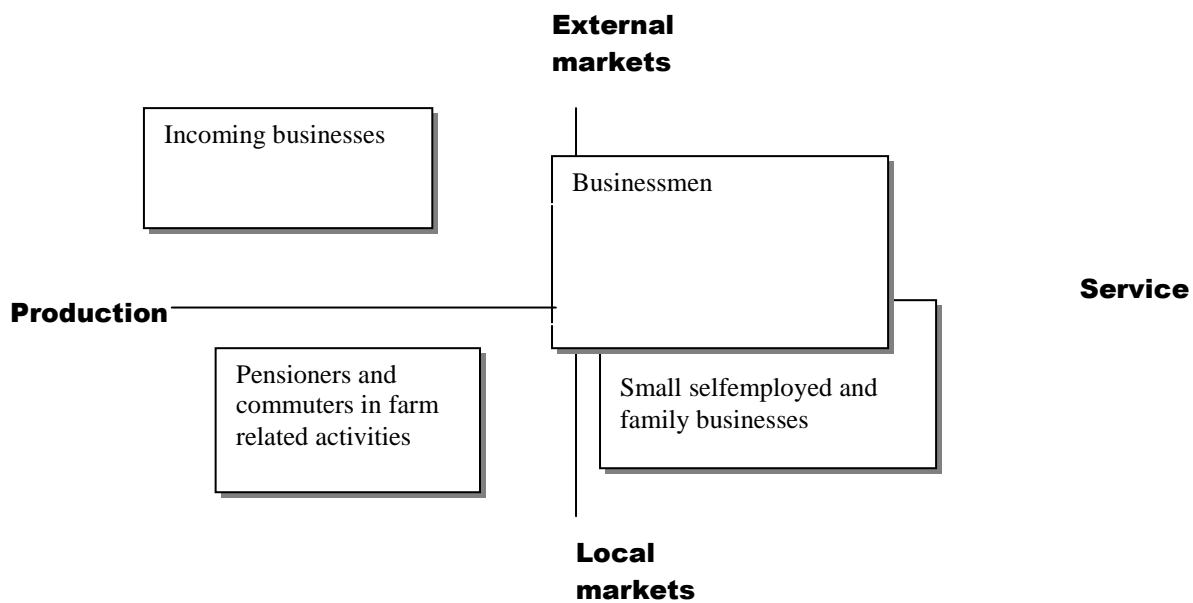 External
markets
Incoming businesses
Businessmen
Service
Production
Pensioners and
commuters in farm
related activities
Small selfemployed and
family businesses
Local
markets